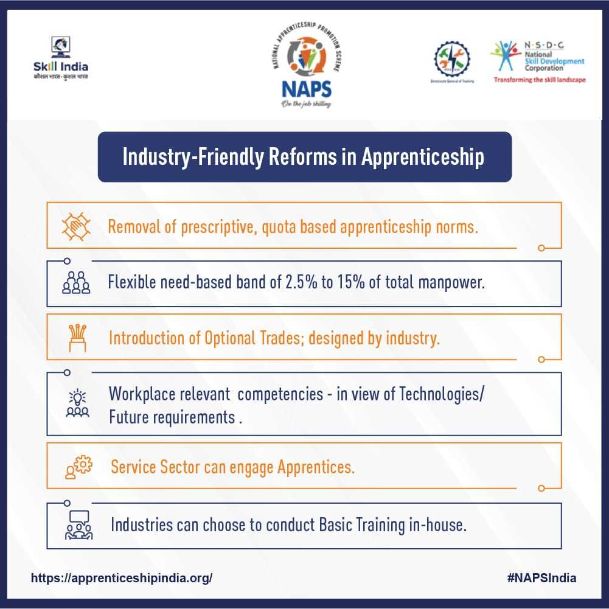 Skill India
कौशल भारत - कुशल भारत
NATIONAL APPRENTICESHIP PROMOTION SCHEME
NAPS
On the job skilling
Directorate General of Training
N·S·D·C
National
Skill Development
Corporation
Transforming the skill landscape
Industry-Friendly Reforms in Apprenticeship
Removal of prescriptive, quota based apprenticeship norms.
Flexible need-based band of 2.5% to 15% of total manpower.
Introduction of Optional Trades; designed by industry.
Workplace relevant competencies - in view of Technologies/
Future requirements .
Service Sector can engage Apprentices.
Industries can choose to conduct Basic Training in-house.
https://apprenticeshipindia.org/
#NAPSIndia